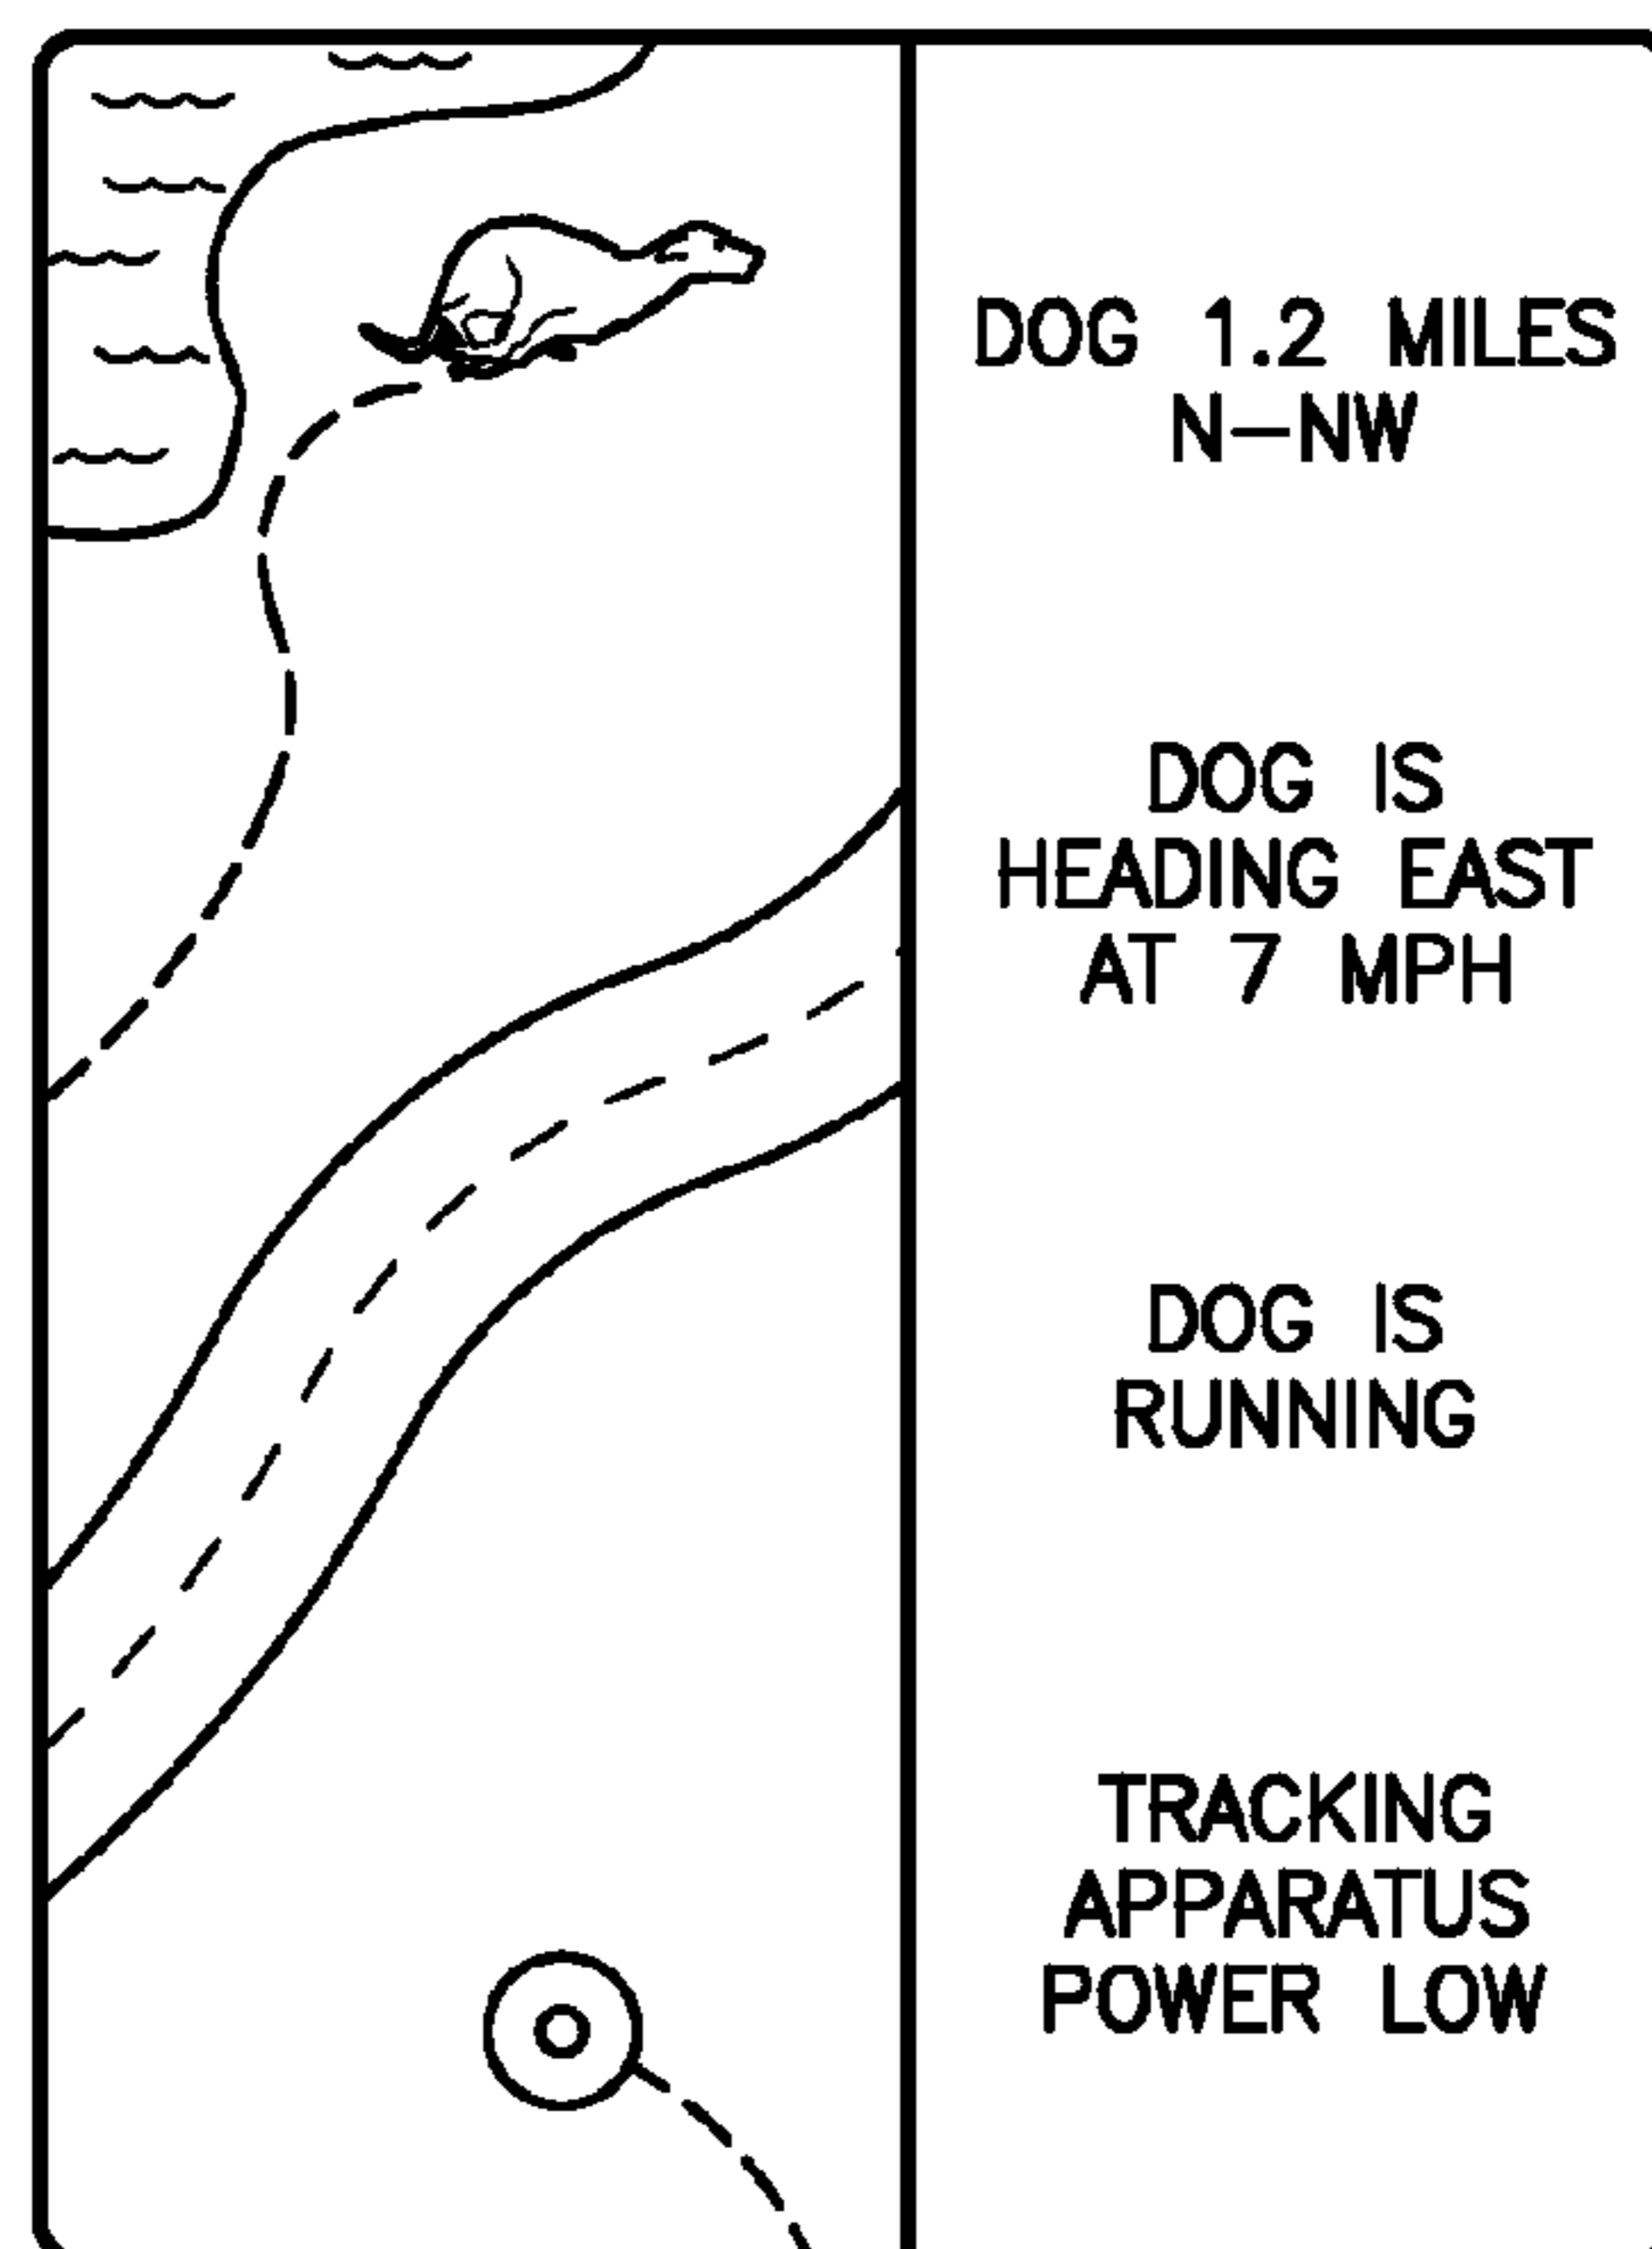 DOG 1.2 MILES
N-NW
DOG IS
HEADING EAST
AT 7 MPH
DOG IS
RUNNING
TRACKING
APPARATUS
POWER LOW